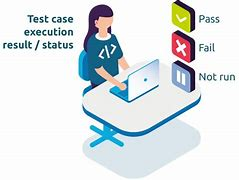 Test case
execution
result / status
Pass
Fail
Not run